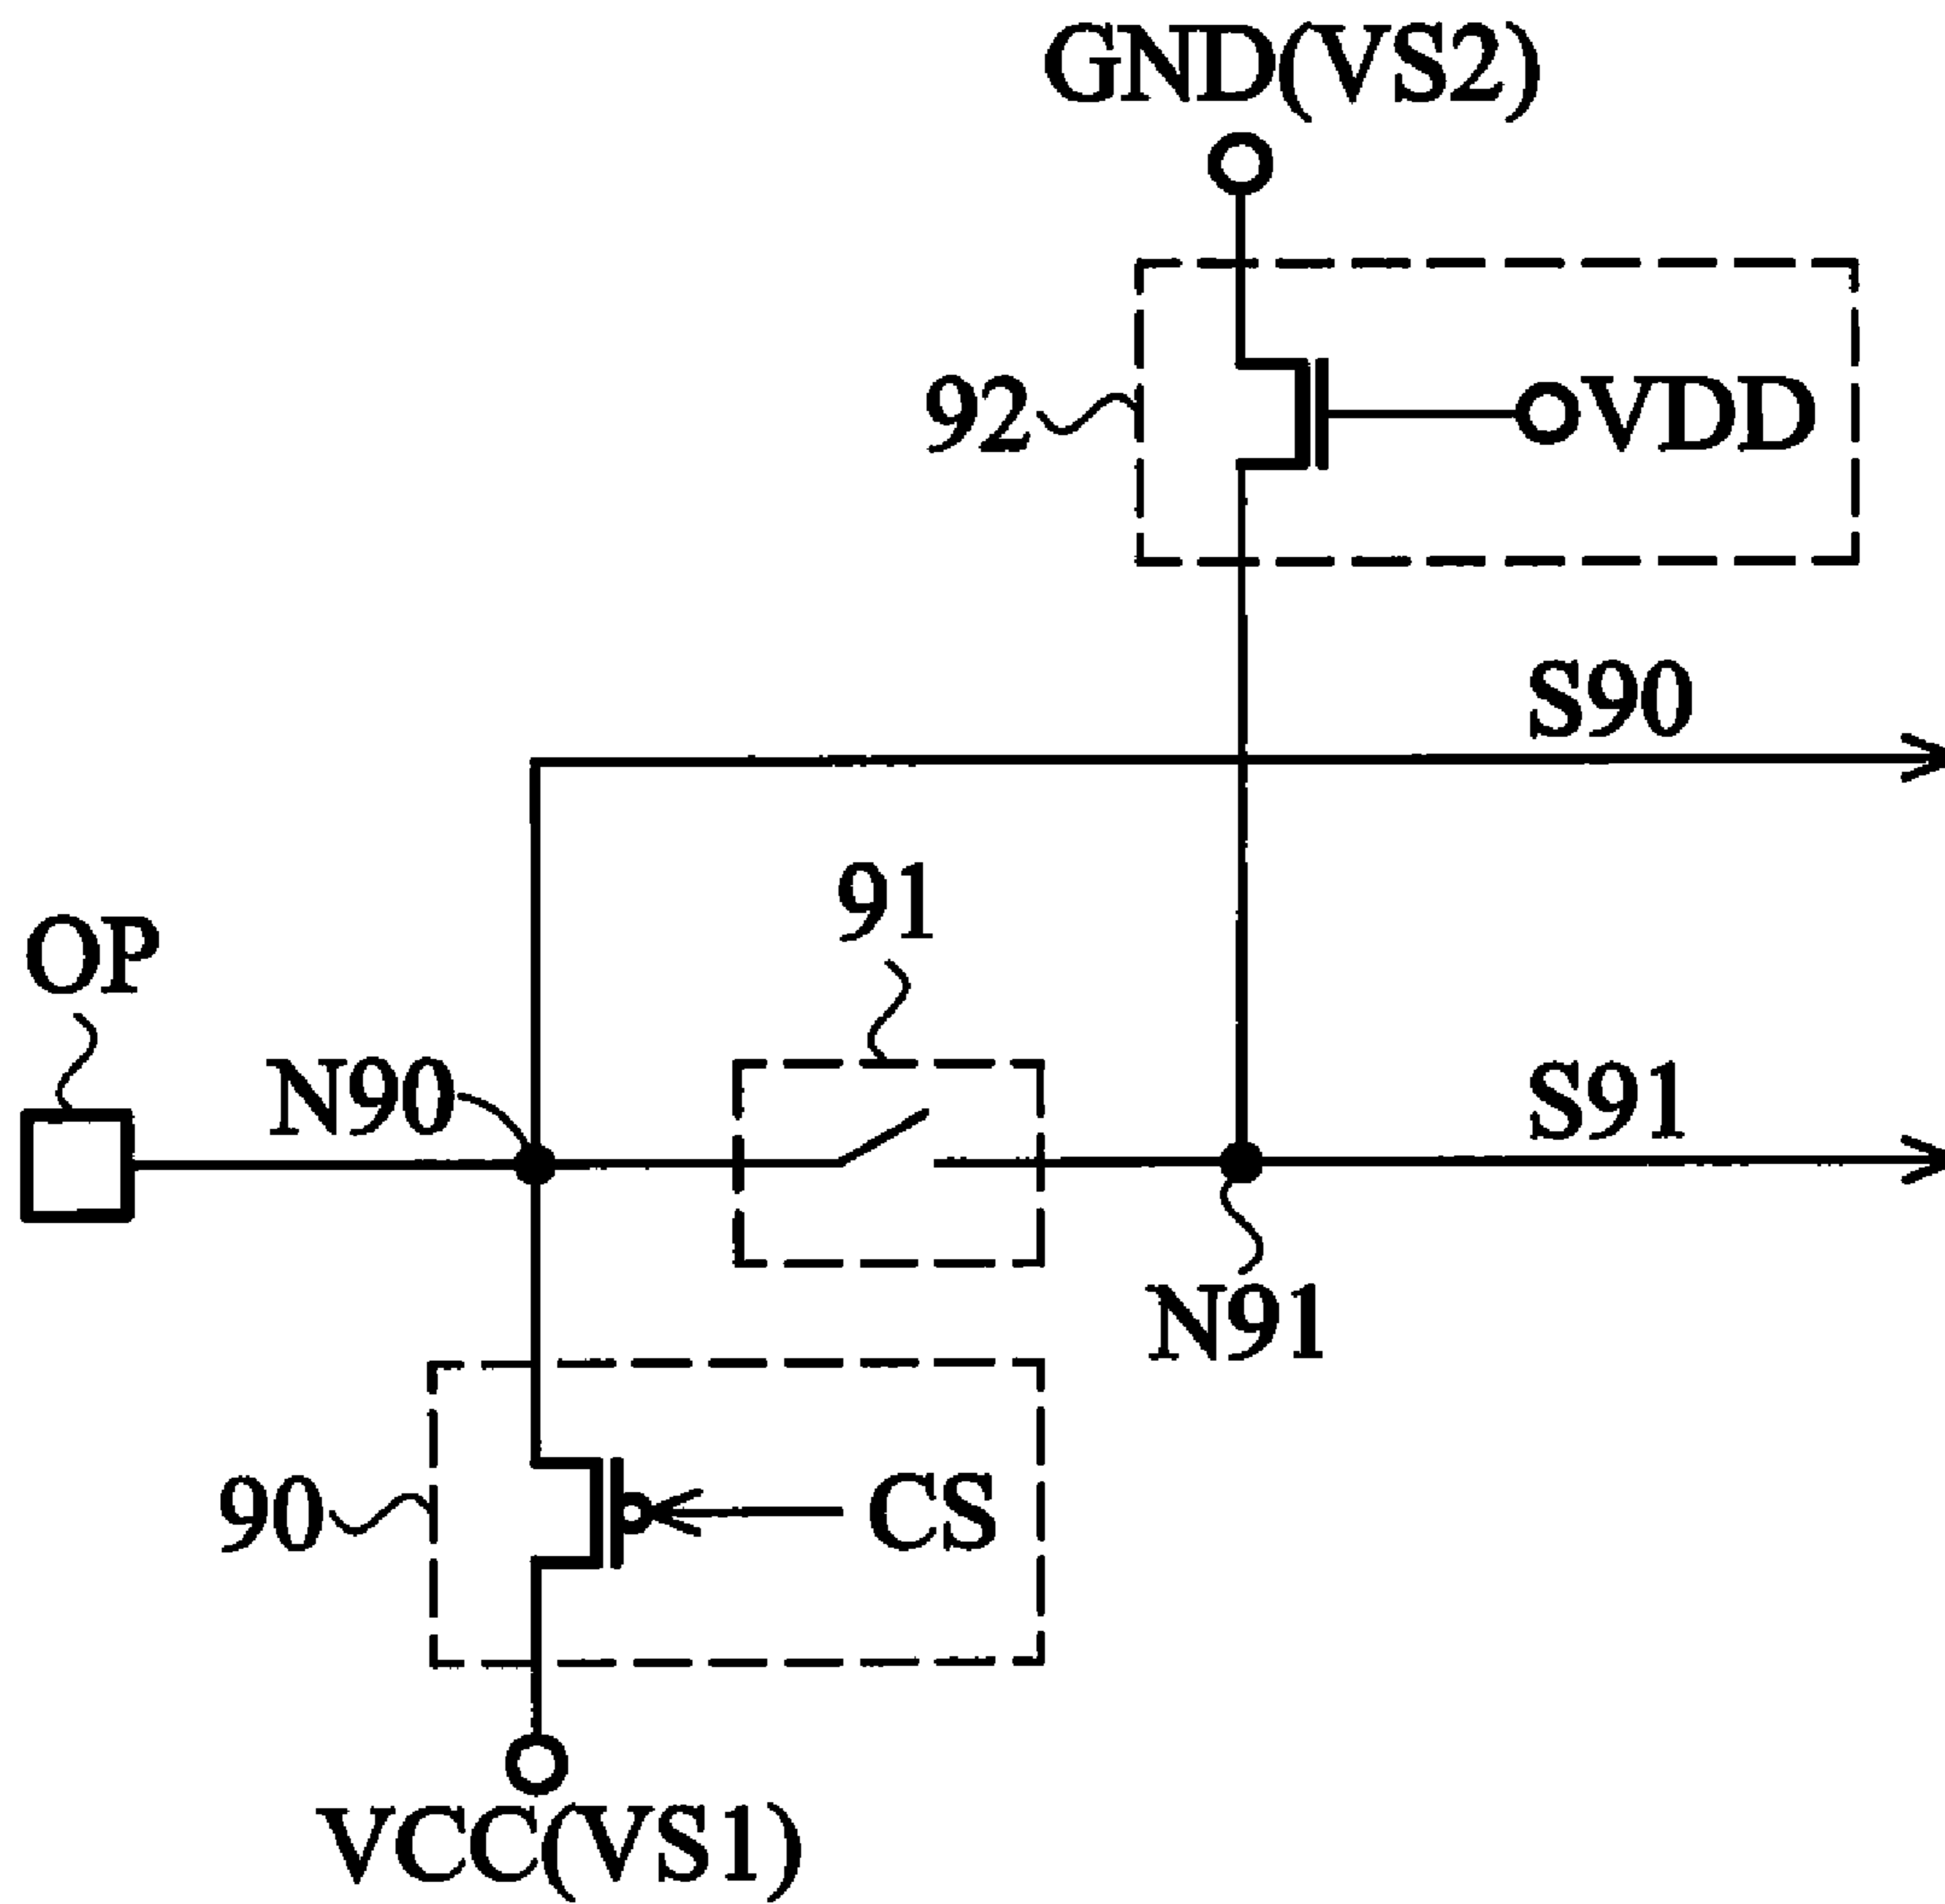 GND(VS2)
92
VDD
S90
91
OP
N90
S91
N91
90
CS
VCC(VS1)